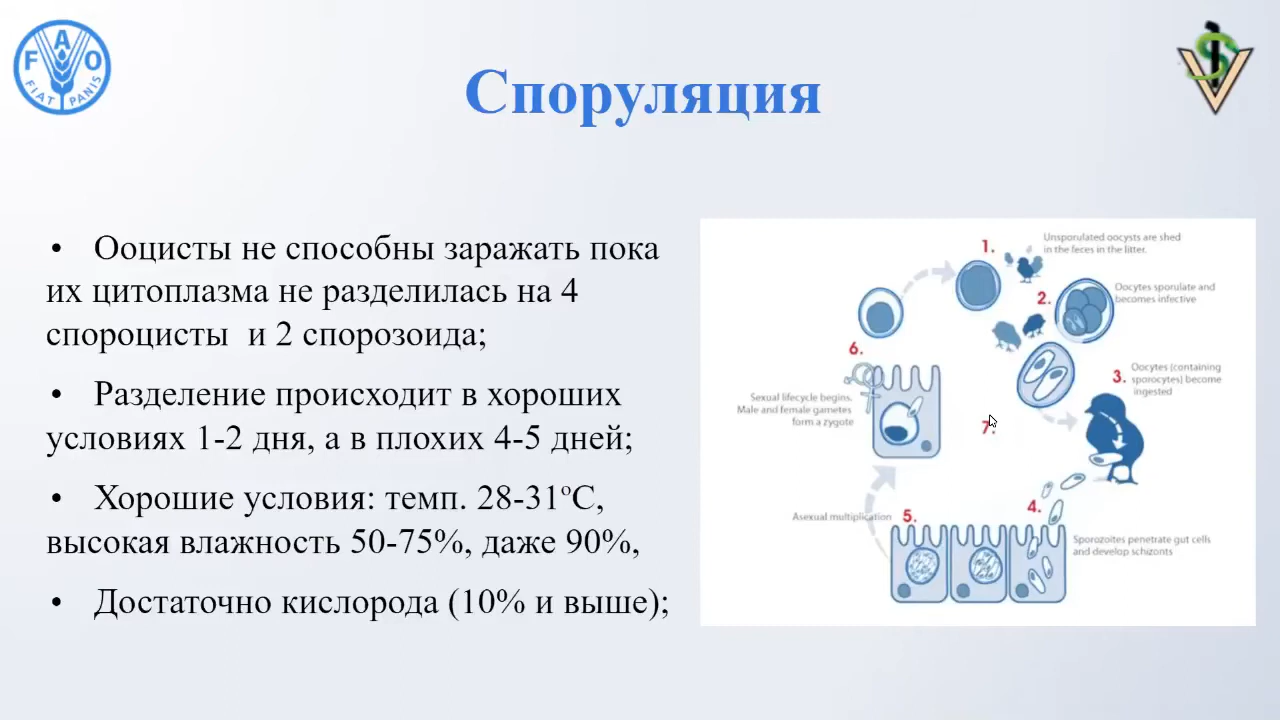 FAO
FIAT PANIS
Споруляция
• Ооцисты не способны заражать пока
их цитоплазма не разделилась на 4
спороцисты и 2 спорозоида;
• Разделение происходит в хороших
условиях 1-2 дня, а в плохих 4-5 дней;
• Хорошие условия: темп. 28-31ºС,
высокая влажность 50-75%, даже 90%,
• Достаточно кислорода (10% и выше);
1.
Unsporulated oocysts are shed
in the feces in the litter.
2.
Oocytes sporulate and
becomes infective
3.
Oocytes (containing
sporocytes) become
ingested
4.
Sporozoites penetrate gut cells
and develop schizonts
5.
Asexual multiplication
6.
Sexual lifecycle begins.
Male and female gametes
form a zygote
7.